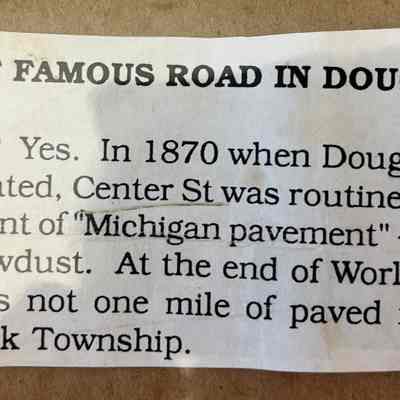 FAMOUS ROAD IN DOUG
Yes. In 1870 when Doug
ated, Center St was routine
nt of "Michigan pavement" -
wdust. At the end of Worl
s not one mile of paved
k Township.